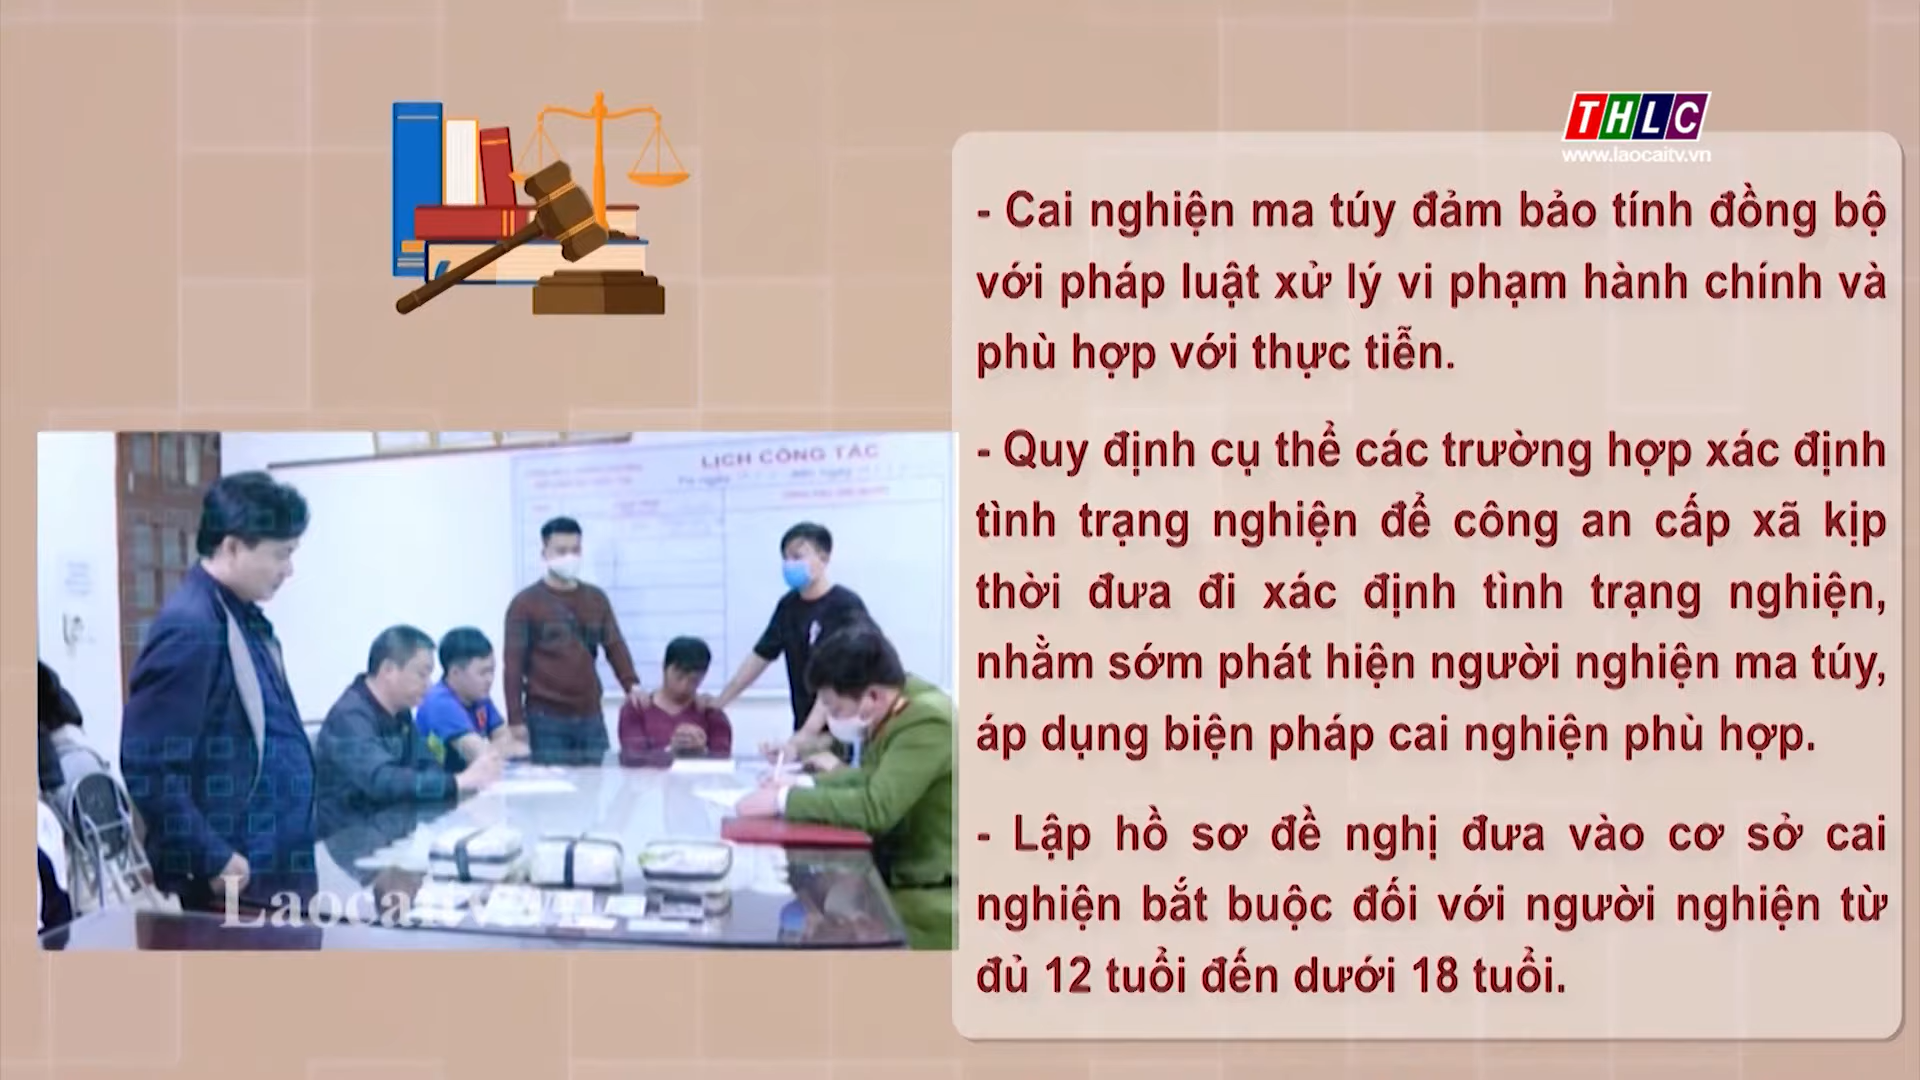 THLC
www.laocaitv.vn
- Cai nghiện ma túy đảm bảo tính đồng bộ
với pháp luật xử lý vi phạm hành chính và
phù hợp với thực tiễn.
- Quy định cụ thể các trường hợp xác định
tình trạng nghiện để công an cấp xã kịp
thời đưa đi xác định tình trạng nghiện,
nhằm sớm phát hiện người nghiện ma túy,
áp dụng biện pháp cai nghiện phù hợp.
- Lập hồ sơ đề nghị đưa vào cơ sở cai
nghiện bắt buộc đối với người nghiện từ
đủ 12 tuổi đến dưới 18 tuổi.
LỊCH CÔNG TÁC
Laocaitv.vn